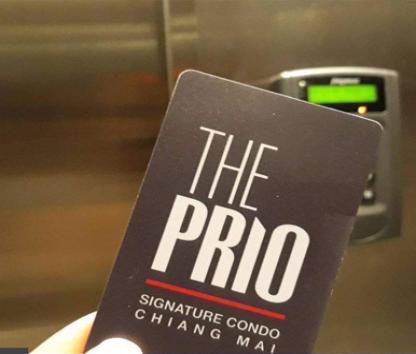 THE
PRIO
SIGNATURE CONDO
CHIANG MAI